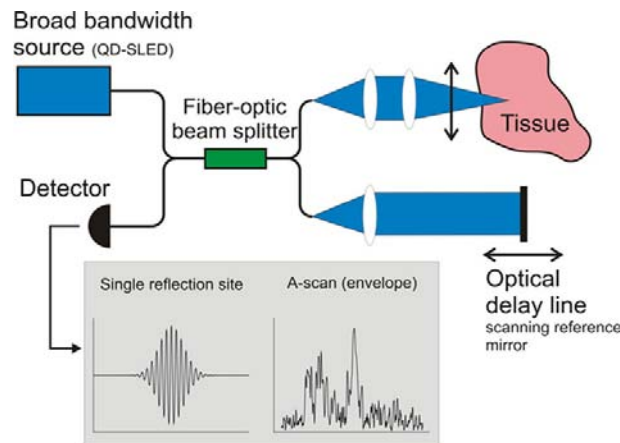 Broad bandwidth
source (QD-SLED)
Fiber-optic
beam splitter
Tissue
Detector
Single reflection site
A-scan (envelope)
Optical
delay line
scanning reference
mirror